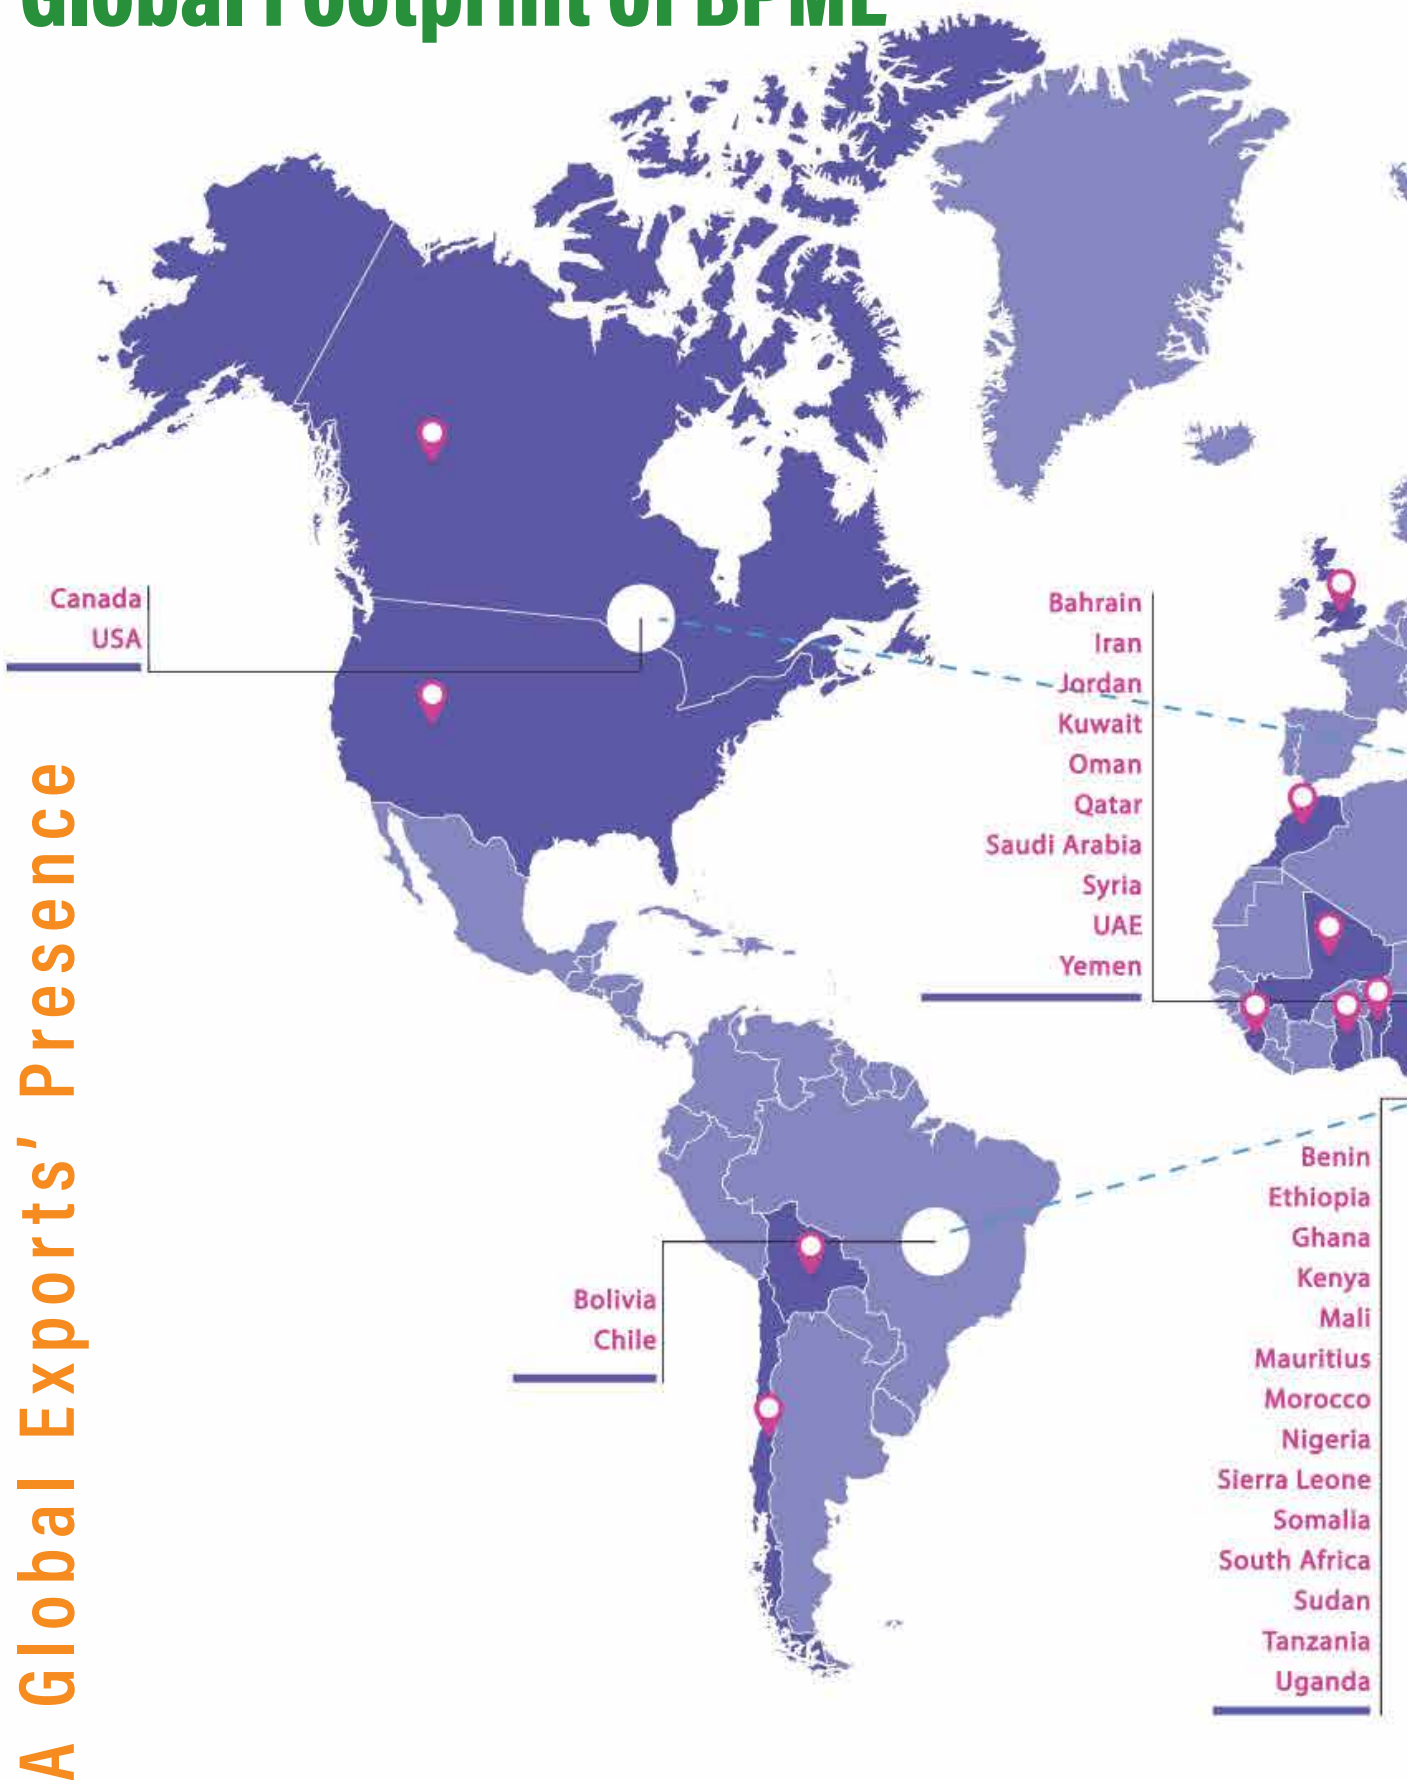 Global Footprint of BPME
A Global Exports' Presence
Canada
USA
Bahrain
Iran
Jordan
Kuwait
Oman
Qatar
Saudi Arabia
Syria
UAE
Yemen
Bolivia
Chile
Benin
Ethiopia
Ghana
Kenya
Mali
Mauritius
Morocco
Nigeria
Sierra Leone
Somalia
South Africa
Sudan
Tanzania
Uganda